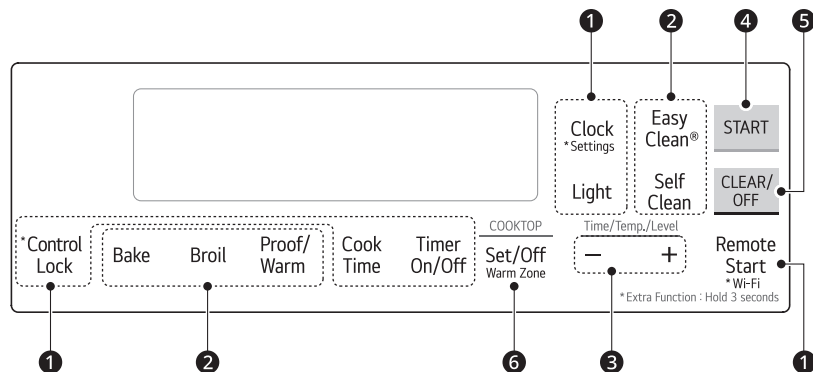 1 2 4 5
Clock
*Settings
Light
Easy
Clean®
Self
Clean
START
CLEAR/
OFF
*Control
Lock
Bake
Broil
Proof/
Warm
Cook
Time
Timer
On/Off
COOKTOP
Set/Off
Warm Zone
Time/Temp./Level
− +
Remote
Start
*Wi-Fi
*Extra Function : Hold 3 seconds
1 2 6 3 1